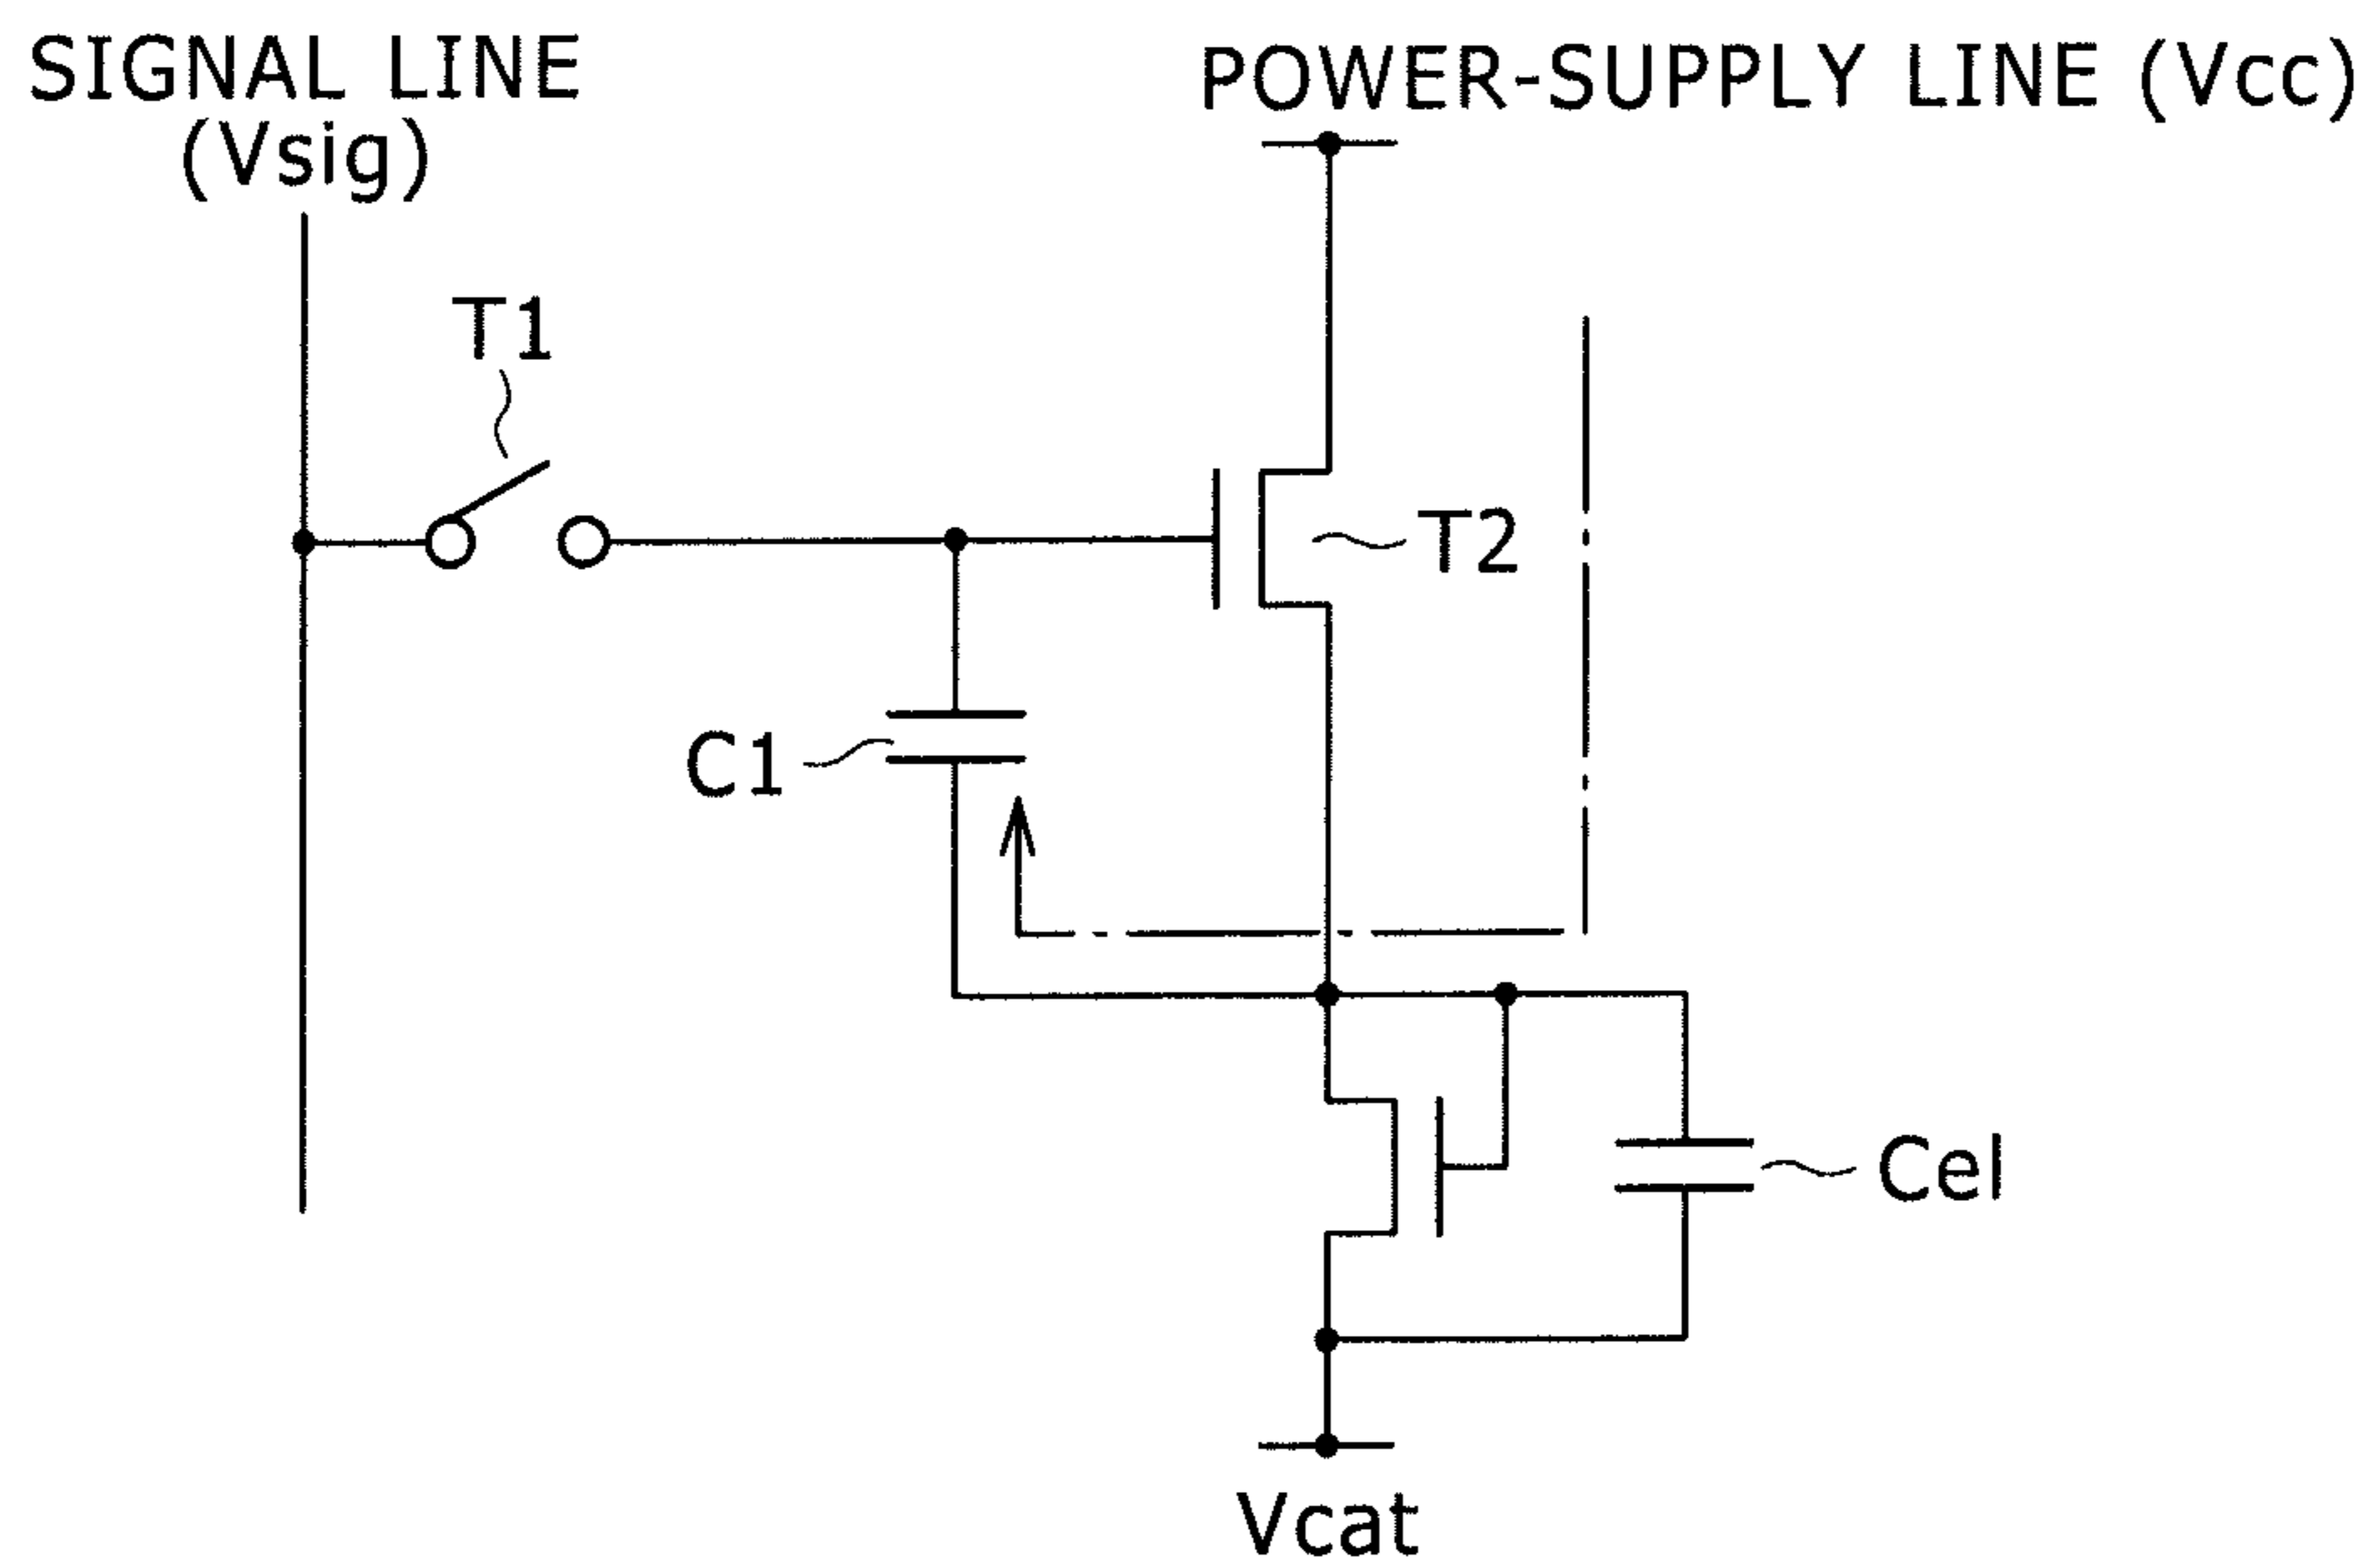 SIGNAL LINE
(Vsig)
POWER-SUPPLY LINE (Vcc)
T1
T2
C1
Cel
Vcat